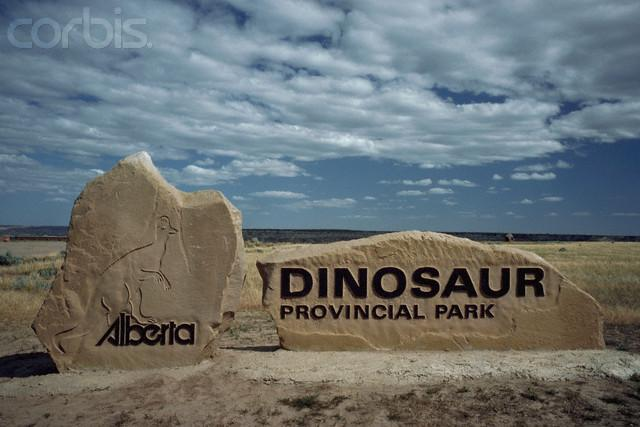 corbis
Alberta
DINOSAUR
PROVINCIAL PARK